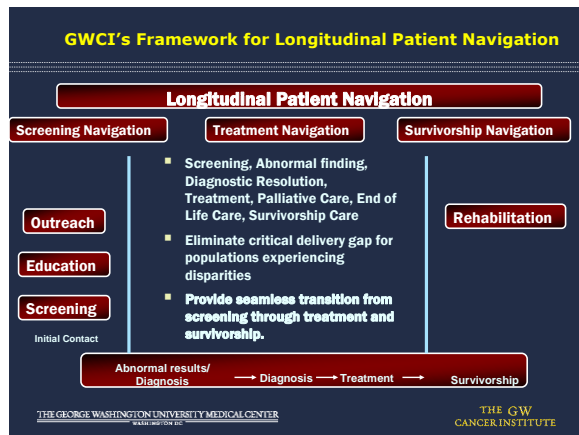 GWCI's Framework for Longitudinal Patient Navigation
Longitudinal Patient Navigation
Screening Navigation
Treatment Navigation
Survivorship Navigation
Screening, Abnormal finding,
Diagnostic Resolution,
Treatment, Palliative Care, End of
Life Care, Survivorship Care
Eliminate critical delivery gap for
populations experiencing
disparities
Provide seamless transition from
screening through treatment and
survivorship.
Outreach
Education
Screening
Initial Contact
Rehabilitation
Abnormal results/
Diagnosis
Diagnosis
Treatment
Survivorship
THE GEORGE WASHINGTON UNIVERSITY MEDICAL CENTER
WASHINGTON DC
THE GW
CANCER INSTITUTE